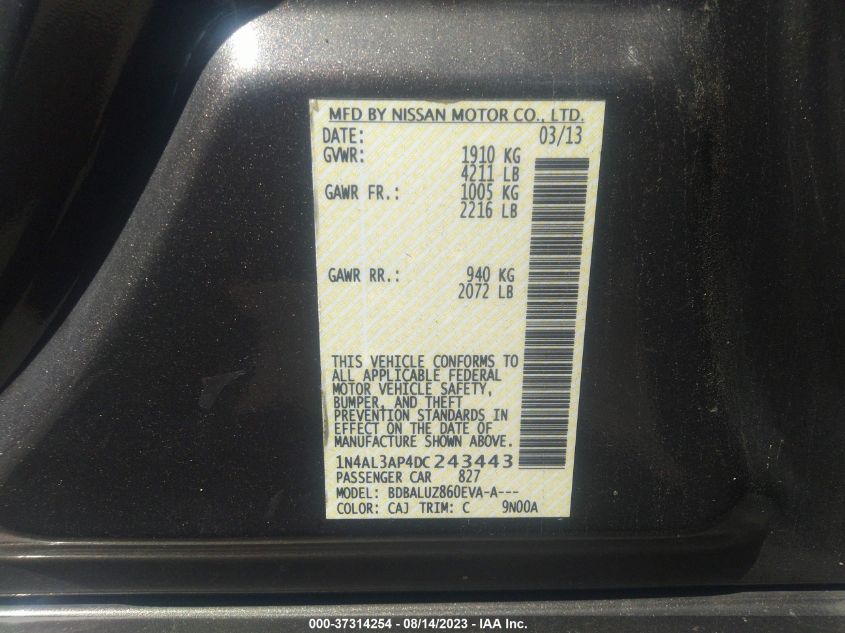 MFD BY NISSAN MOTOR CO., LTD.
DATE: 03/13
GVWR: 1910 KG
4211 LB
GAWR FR.: 1005 KG
2216 LB
GAWR RR.: 940 KG
2072 LB
THIS VEHICLE CONFORMS TO
ALL APPLICABLE FEDERAL
MOTOR VEHICLE SAFETY,
BUMPER, AND THEFT
PREVENTION STANDARDS IN
EFFECT ON THE DATE OF
MANUFACTURE SHOWN ABOVE.
1N4AL3AP4DC243443
PASSENGER CAR 827
MODEL: BDBALUZ860EVA-A---
COLOR: CAJ TRIM: C 9N00A
000-37314254 - 08/14/2023 - IAA Inc.